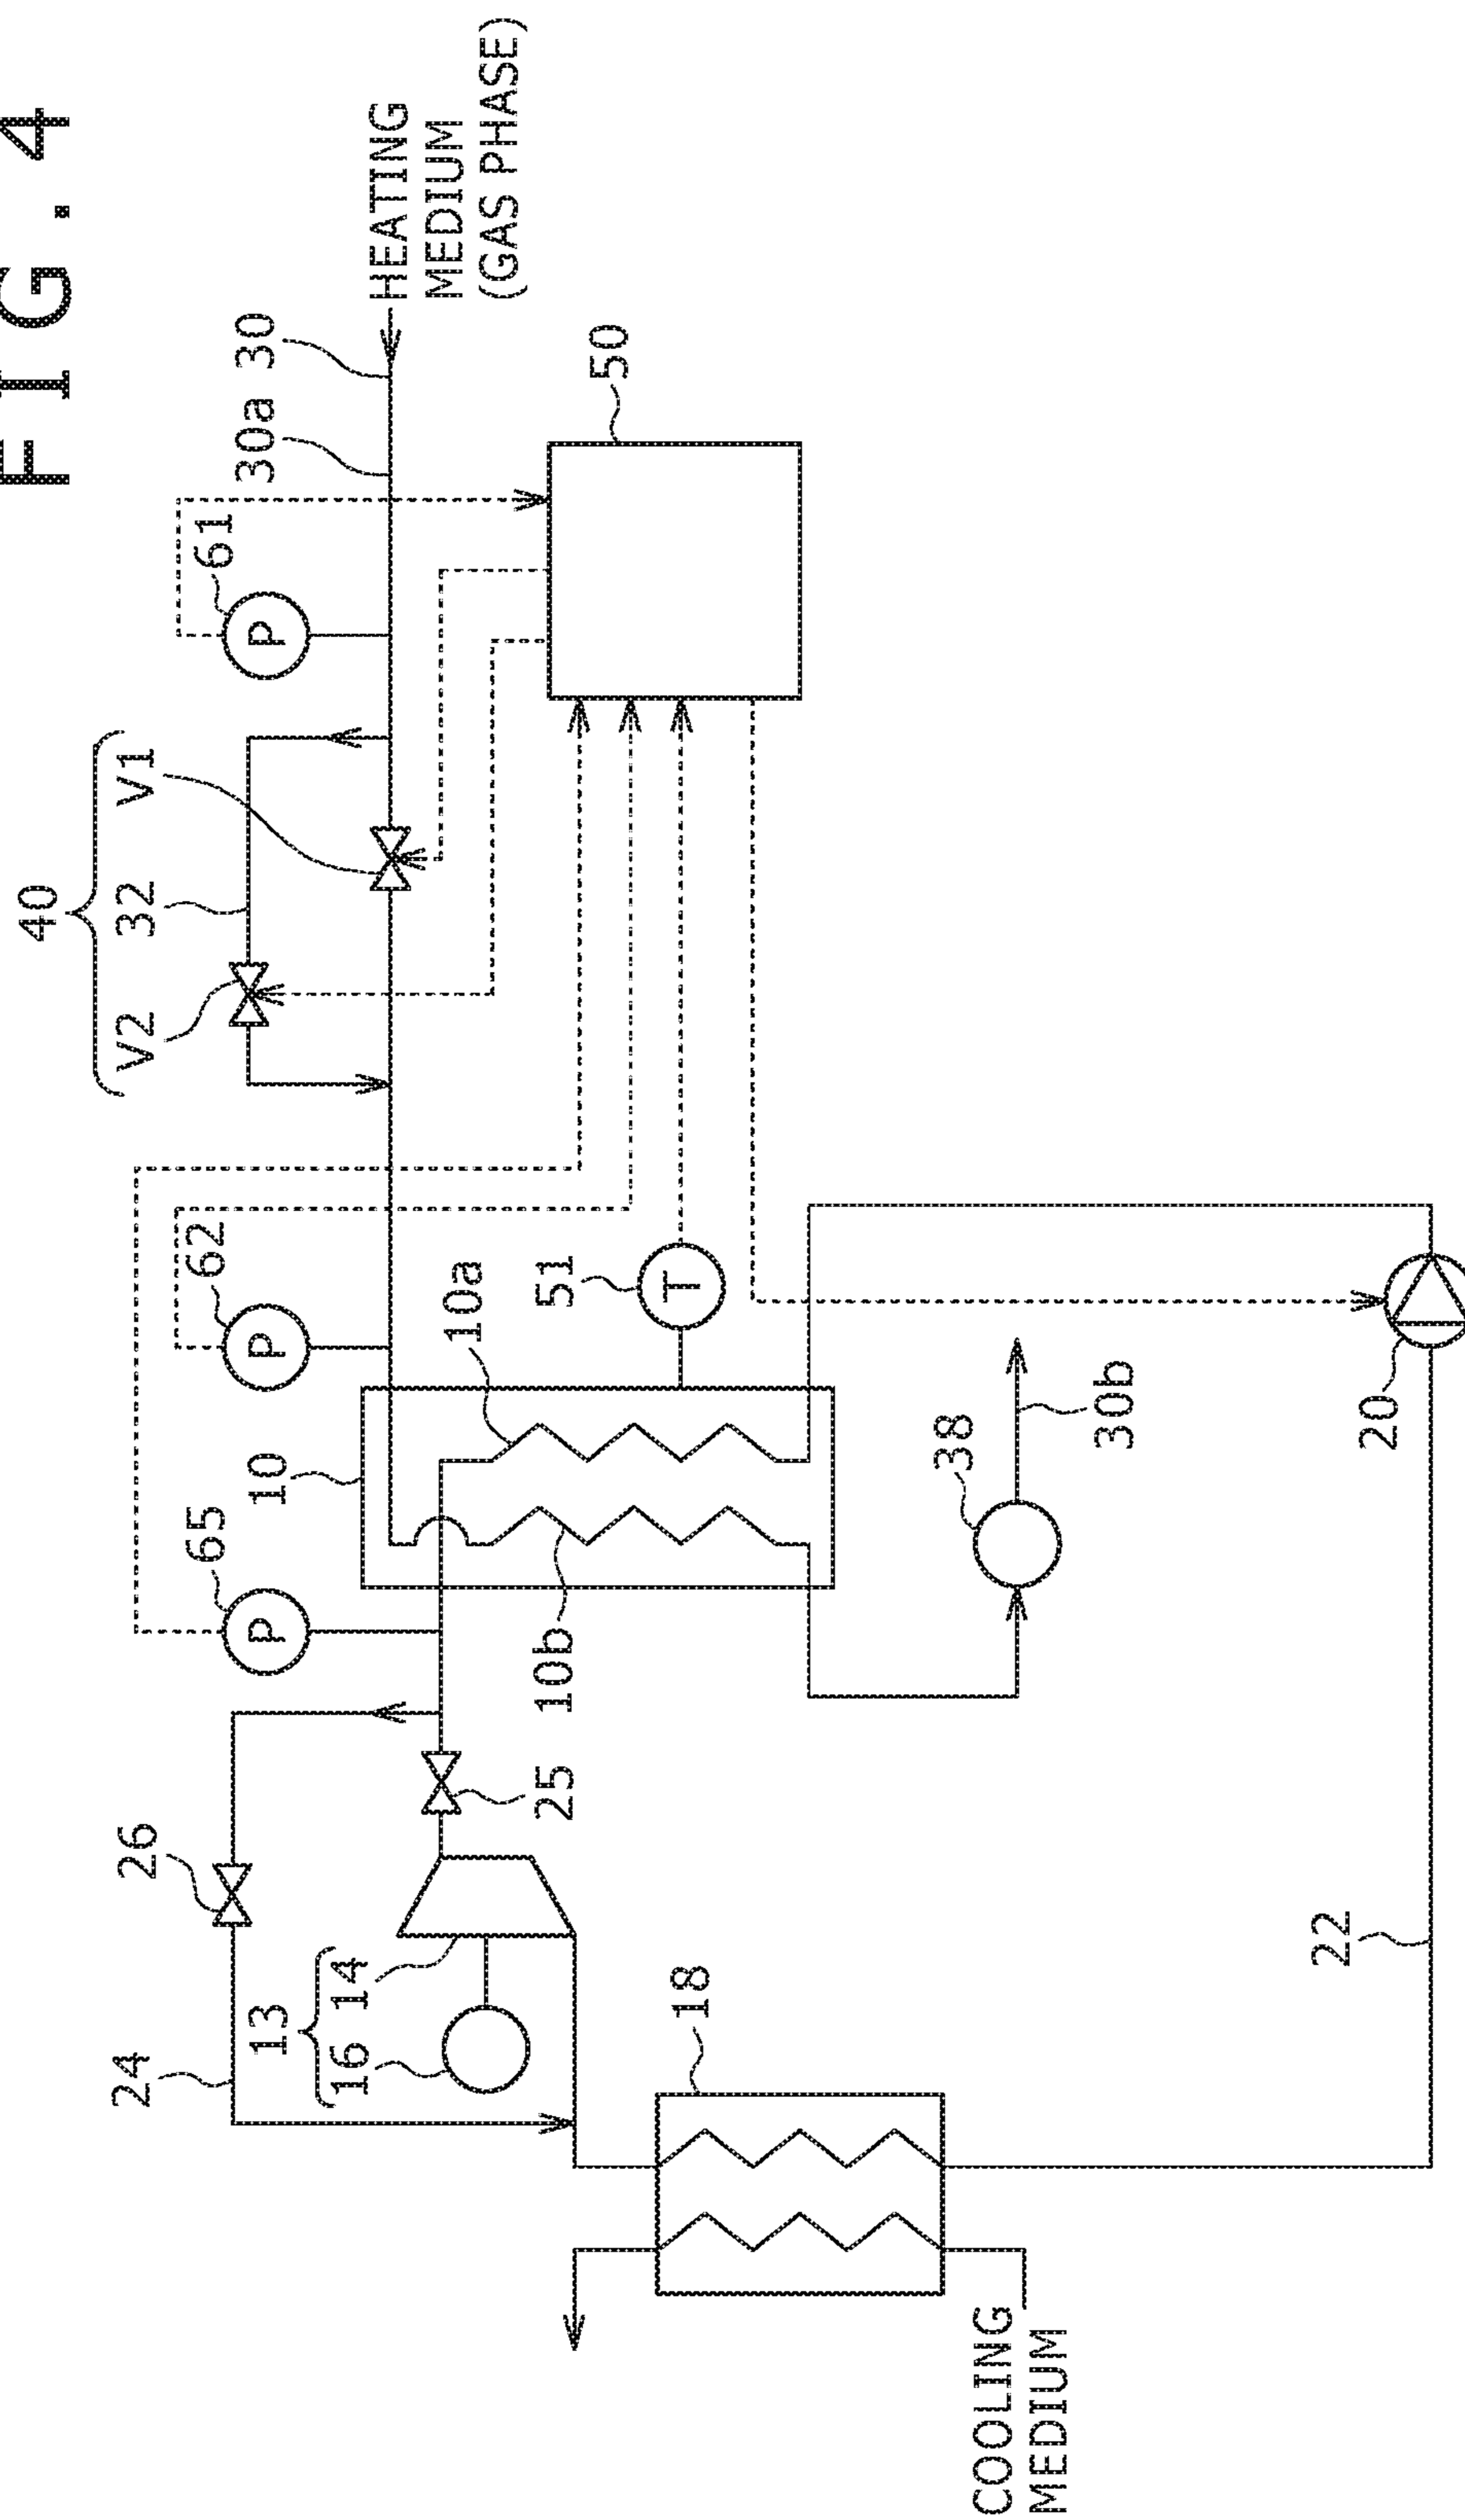 FIG. 4
40
V2 32 V1
24
26
65
62
61
30a 30
13
16 14
10
HEATING
MEDIUM
(GAS PHASE)
10a
25
10b
51
50
18
COOLING
MEDIUM
38
30b
22
20
P
P
P
T